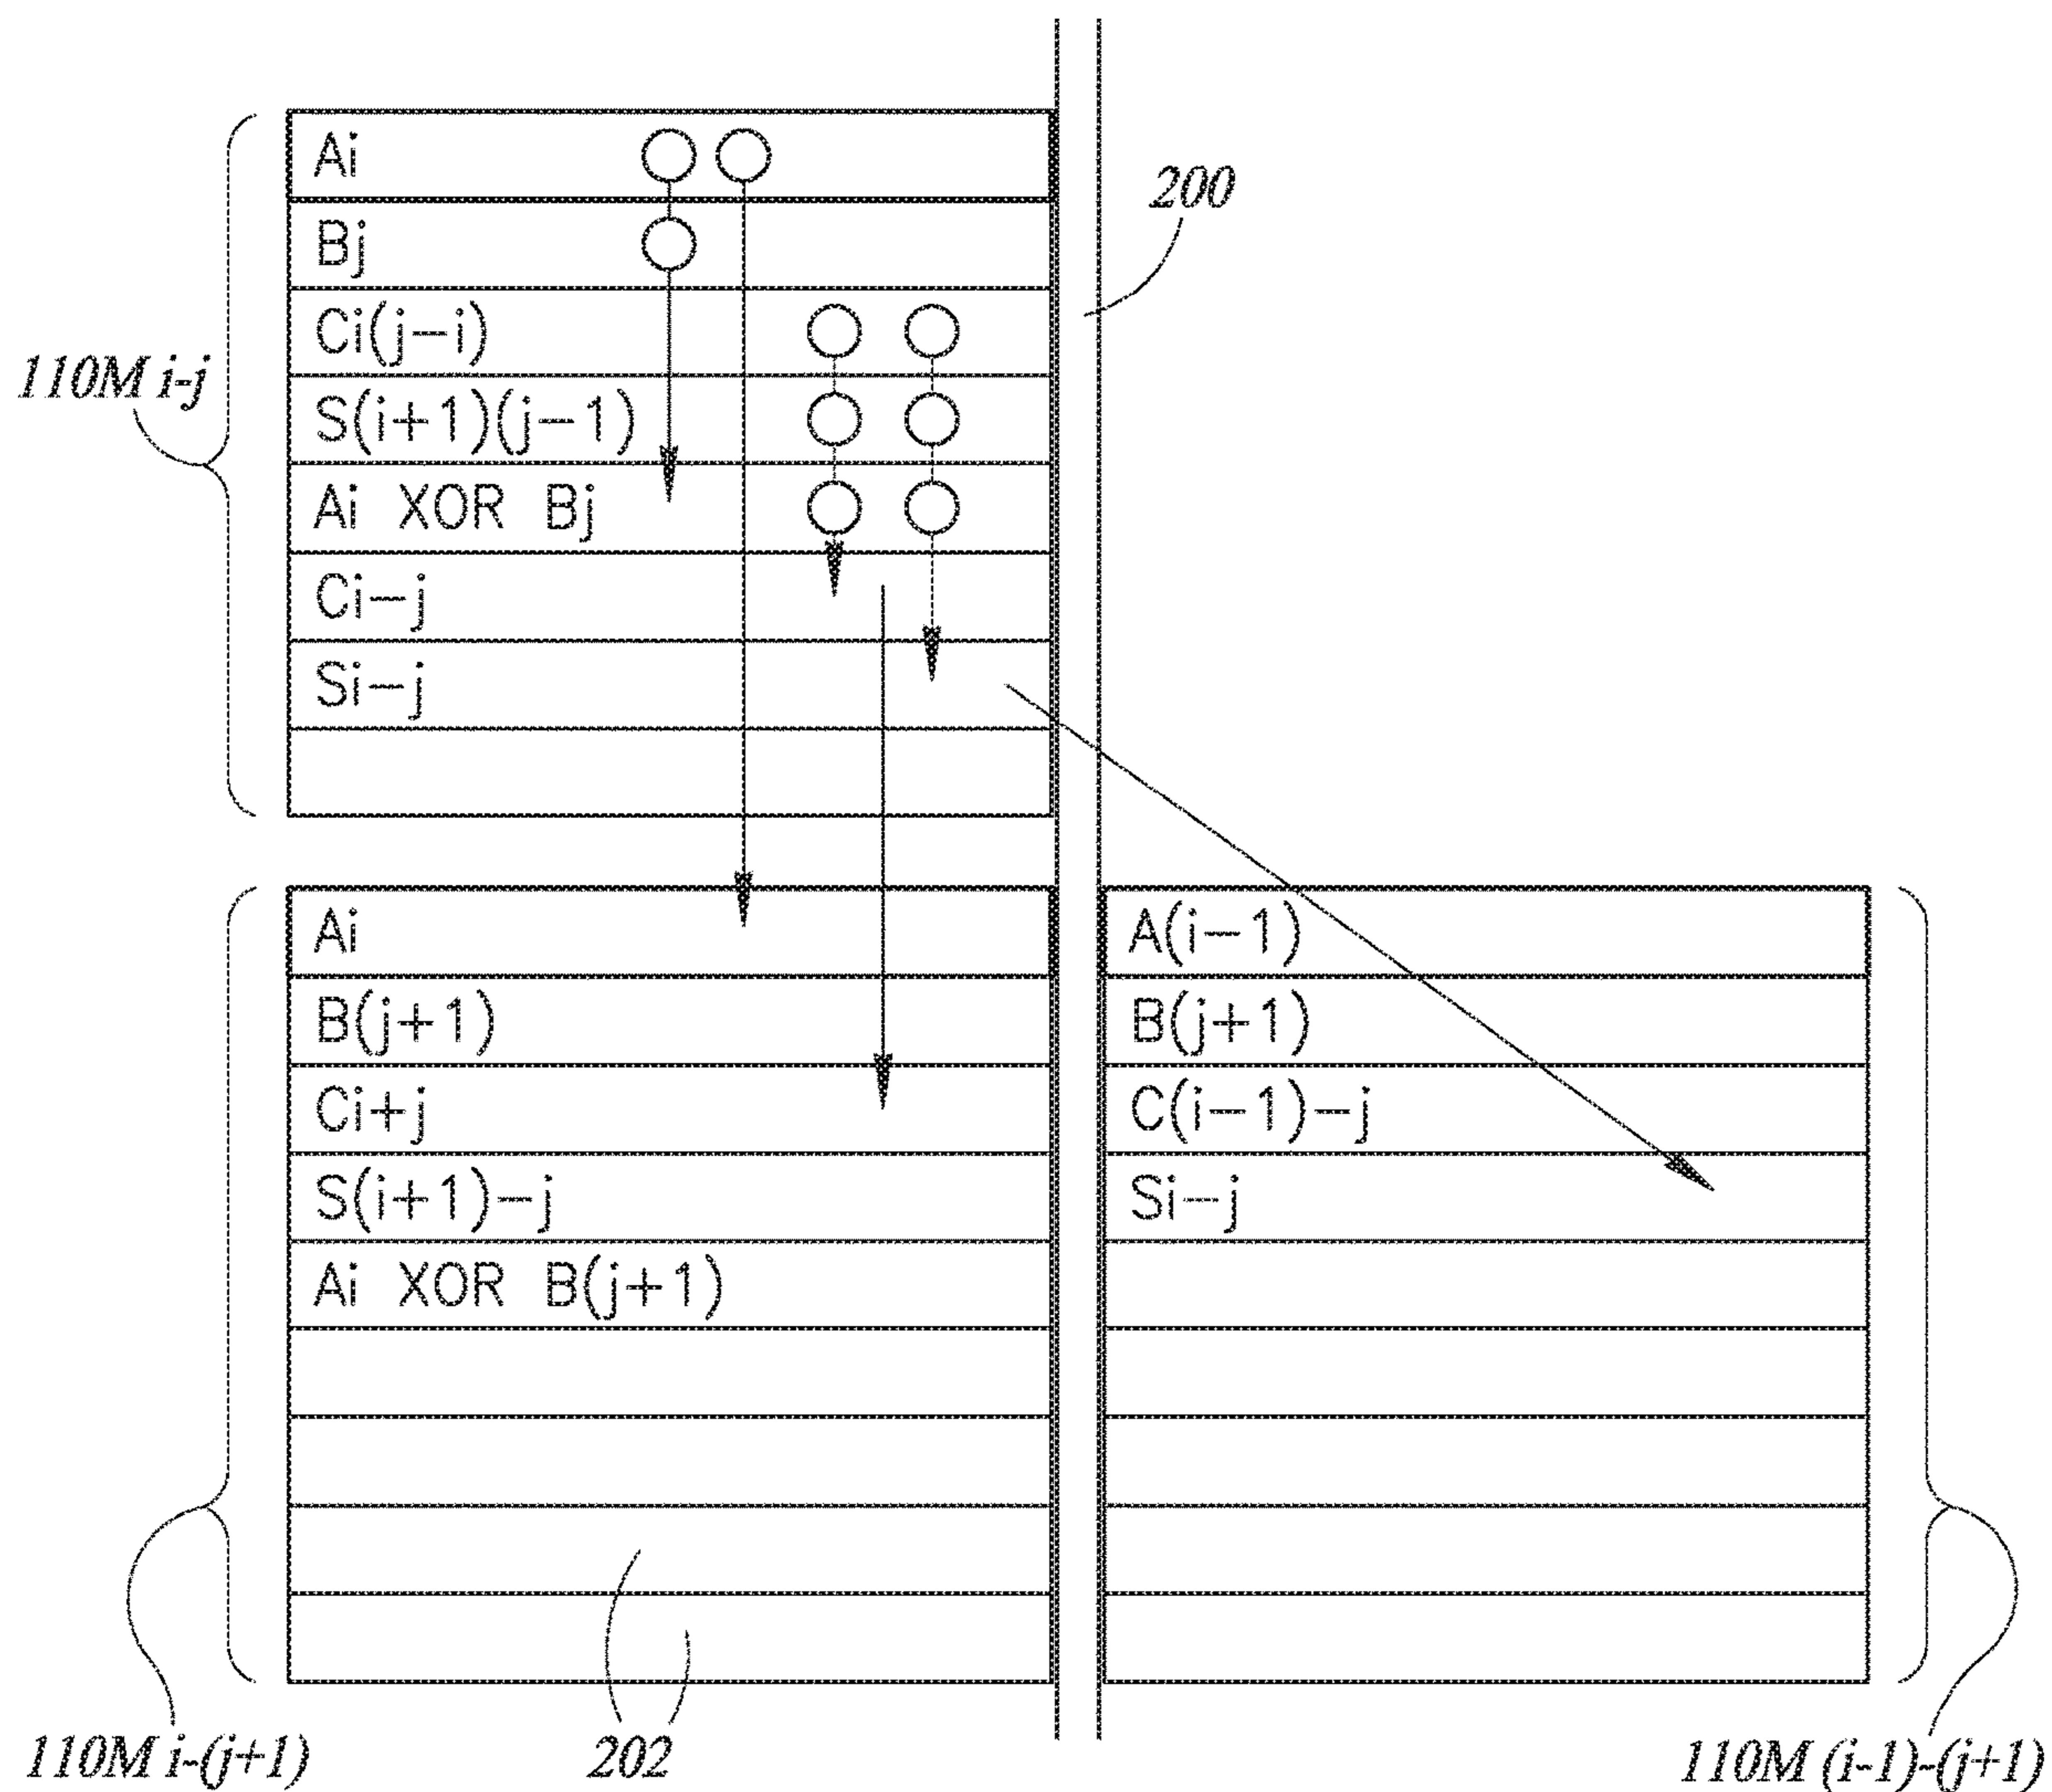 Ai
200
Bj
Ci(j-i)
110M i-j
S(i+1)(j-1)
Ai XOR Bj
Ci-j
Si-j
Ai
B(j+1)
Ci+j
S(i+1)-j
Ai XOR B(j+1)
A(i-1)
B(j+1)
C(i-1)-j
Si-j
110M i-(j+1)
202
110M (i-1)-(j+1)